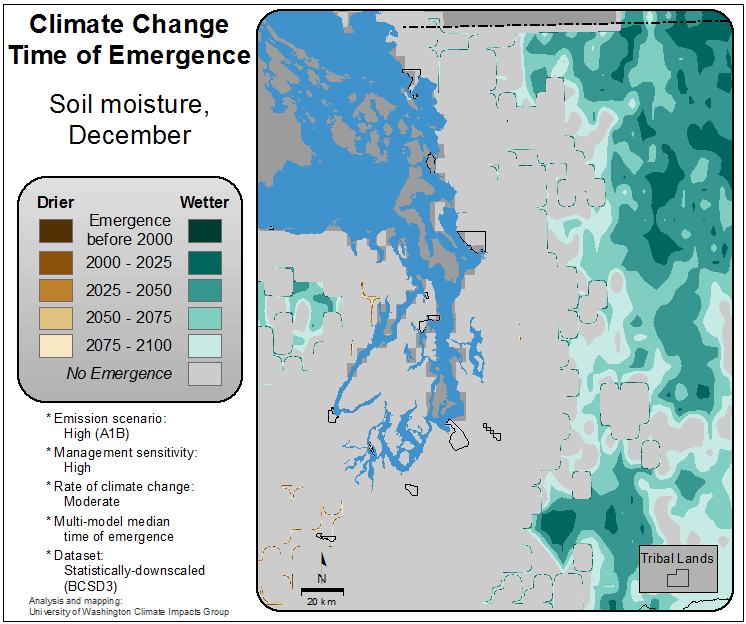 Climate Change
Time of Emergence
Soil moisture,
December
Drier
Wetter
Emergence
before 2000
2000 - 2025
2025 - 2050
2050 - 2075
2075 - 2100
No Emergence
* Emission scenario:
High (A1B)
* Management sensitivity:
High
* Rate of climate change:
Moderate
* Multi-model median
time of emergence
* Dataset:
Statistically-downscaled
(BCSD3)
Analysis and mapping:
University of Washington Climate Impacts Group
N
20 km
Tribal Lands